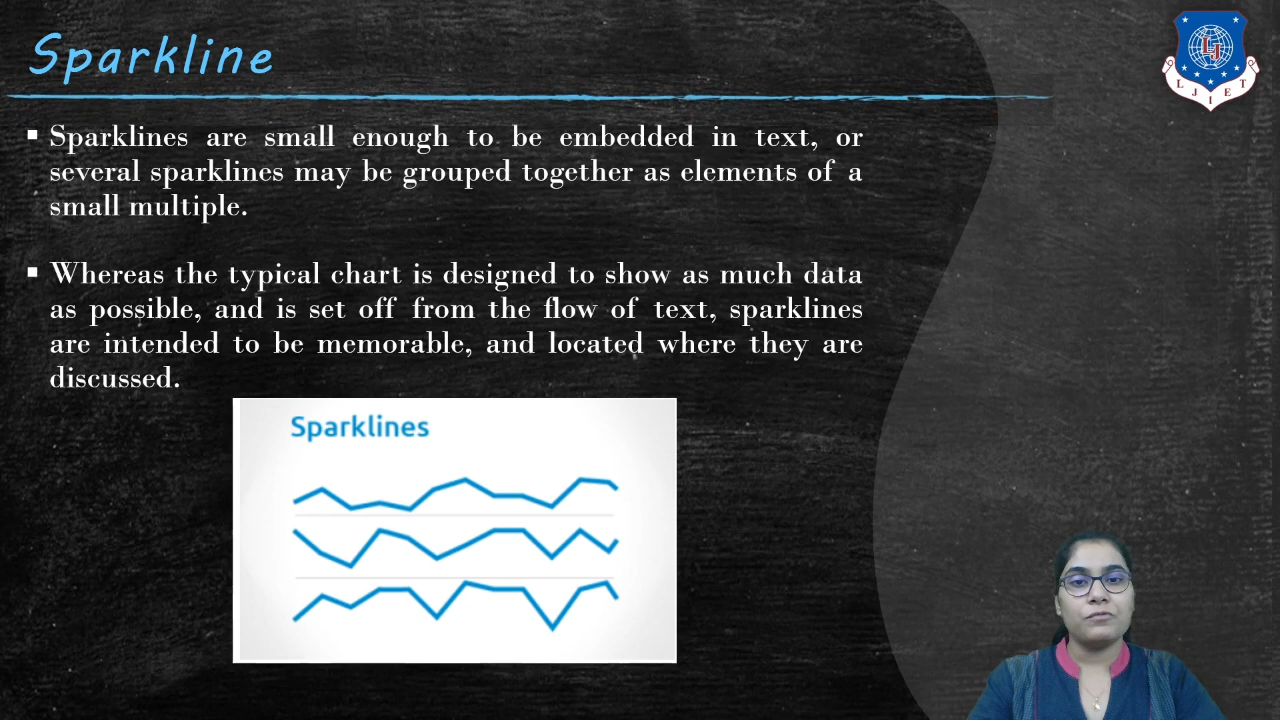 Sparkline
LJ
L J I E T
▪ Sparklines are small enough to be embedded in text, or
several sparklines may be grouped together as elements of a
small multiple.
▪ Whereas the typical chart is designed to show as much data
as possible, and is set off from the flow of text, sparklines
are intended to be memorable, and located where they are
discussed.
Sparklines